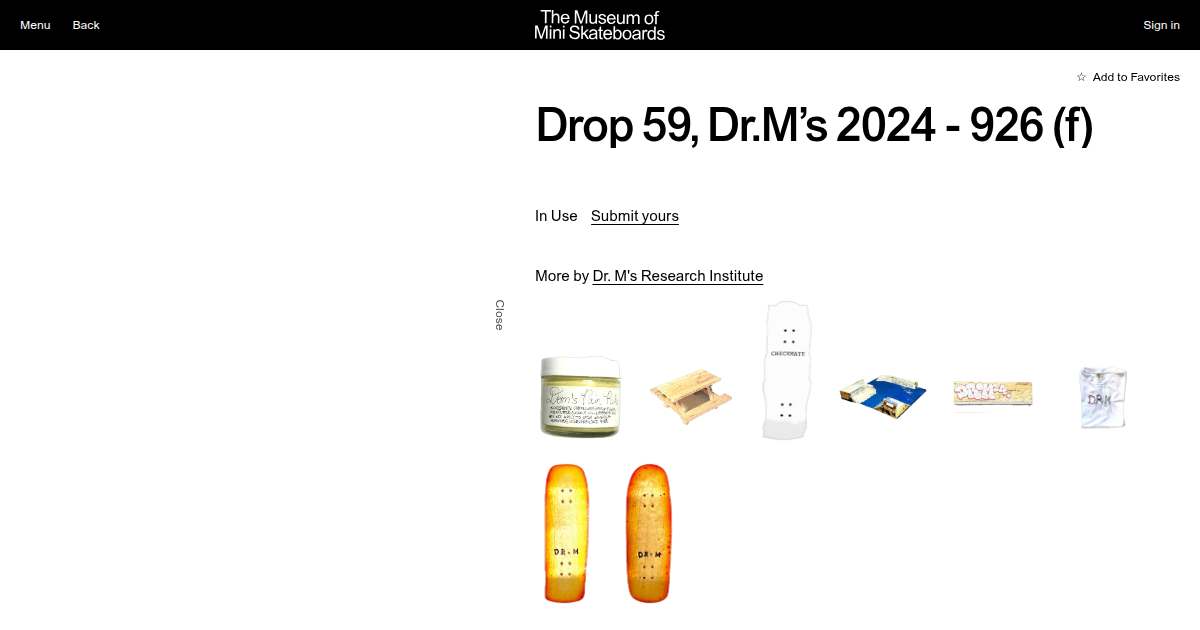 Menu
Back
The Museum of
Mini Skateboards
Sign in
☆ Add to Favorites
Drop 59, Dr.M’s 2024 - 926 (f)
In Use
Submit yours
More by Dr. M's Research Institute
Close
CHECKMATE
DR.M
DR.M
DR.M